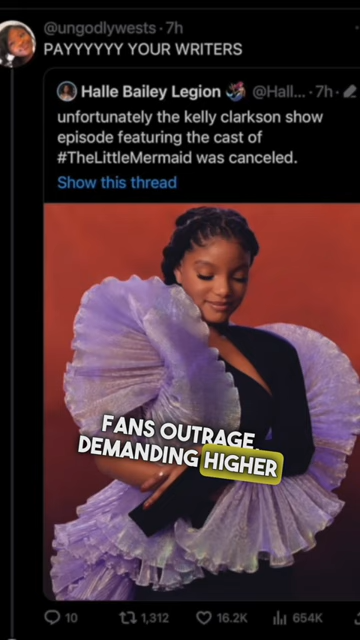 @ungodlywests · 7h
PAYYYYYY YOUR WRITERS
Halle Bailey Legion @Hall... · 7h ·
unfortunately the kelly clarkson show
episode featuring the cast of
#TheLittleMermaid was canceled.
Show this thread
FANS OUTRAGE,
DEMANDING HIGHER
10 1,312 16.2K 654K